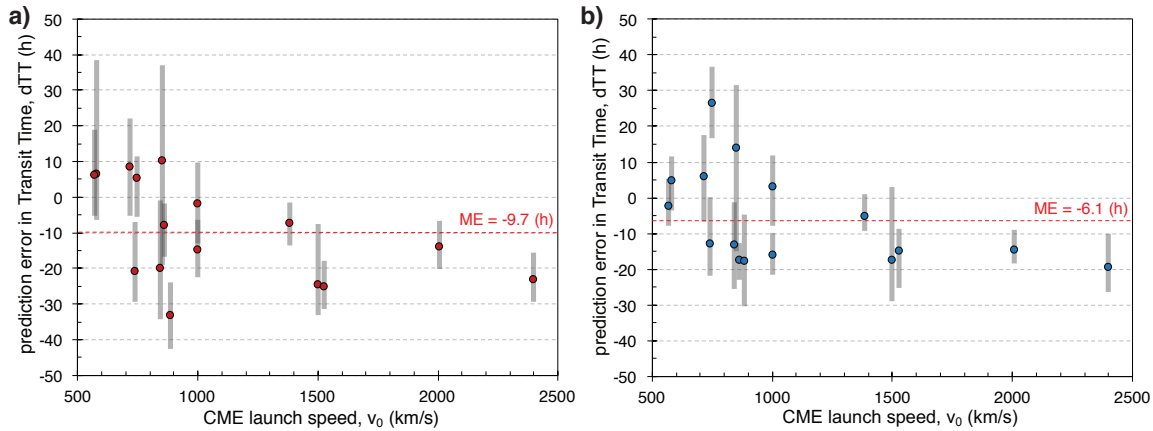 a)
prediction error in Transit Time, dTT (h)
50
40
30
20
10
0
-10
-20
-30
-40
-50
ME = -9.7 (h)
500 1000 1500 2000 2500
CME launch speed, v₀ (km/s)
b)
prediction error in Transit Time, dTT (h)
50
40
30
20
10
0
-10
-20
-30
-40
-50
ME = -6.1 (h)
500 1000 1500 2000 2500
CME launch speed, v₀ (km/s)